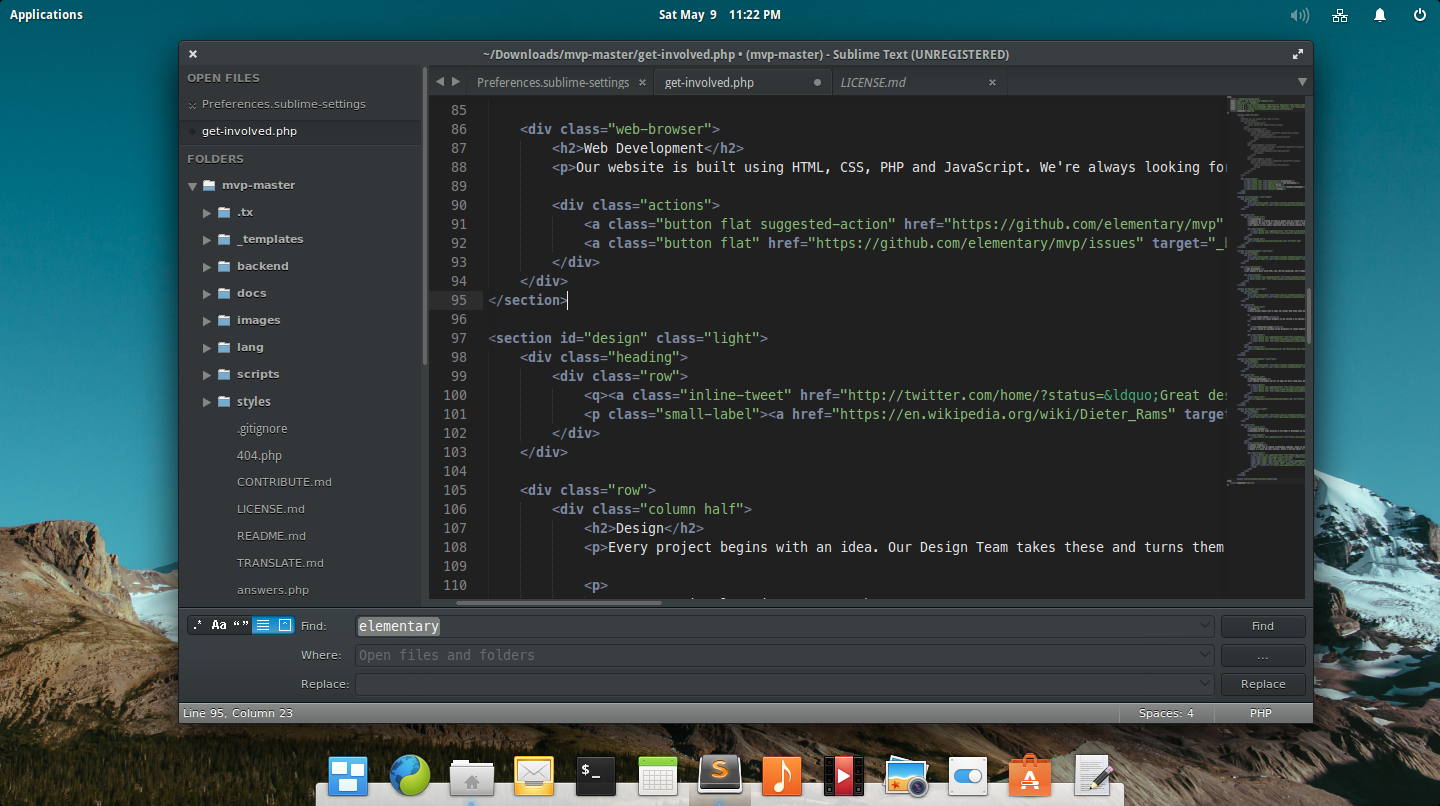 Applications
Sat May 9 11:22 PM
~/Downloads/mvp-master/get-involved.php • (mvp-master) - Sublime Text (UNREGISTERED)
OPEN FILES
Preferences.sublime-settings
get-involved.php
FOLDERS
mvp-master
.tx
_templates
backend
docs
images
lang
scripts
styles
.gitignore
404.php
CONTRIBUTE.md
LICENSE.md
README.md
TRANSLATE.md
answers.php
Preferences.sublime-settings
get-involved.php
LICENSE.md
85
86 <div class="web-browser">
87 <h2>Web Development</h2>
88 <p>Our website is built using HTML, CSS, PHP and JavaScript. We're always looking for
89
90 <div class="actions">
91 <a class="button flat suggested-action" href="https://github.com/elementary/mvp"
92 <a class="button flat" href="https://github.com/elementary/mvp/issues" target="_
93 </div>
94 </div>
95 </section>
96
97 <section id="design" class="light">
98 <div class="heading">
99 <div class="row">
100 <q><a class="inline-tweet" href="http://twitter.com/home/?status=&ldquo;Great des
101 <p class="small-label"><a href="https://en.wikipedia.org/wiki/Dieter_Rams" target
102 </div>
103 </div>
104
105 <div class="row">
106 <div class="column half">
107 <h2>Design</h2>
108 <p>Every project begins with an idea. Our Design Team takes these and turns them
109
110 <p>
.* Aa “” Find: elementary Find
Where: Open files and folders ...
Replace: Replace
Line 95, Column 23 Spaces: 4 PHP
$_
S
A